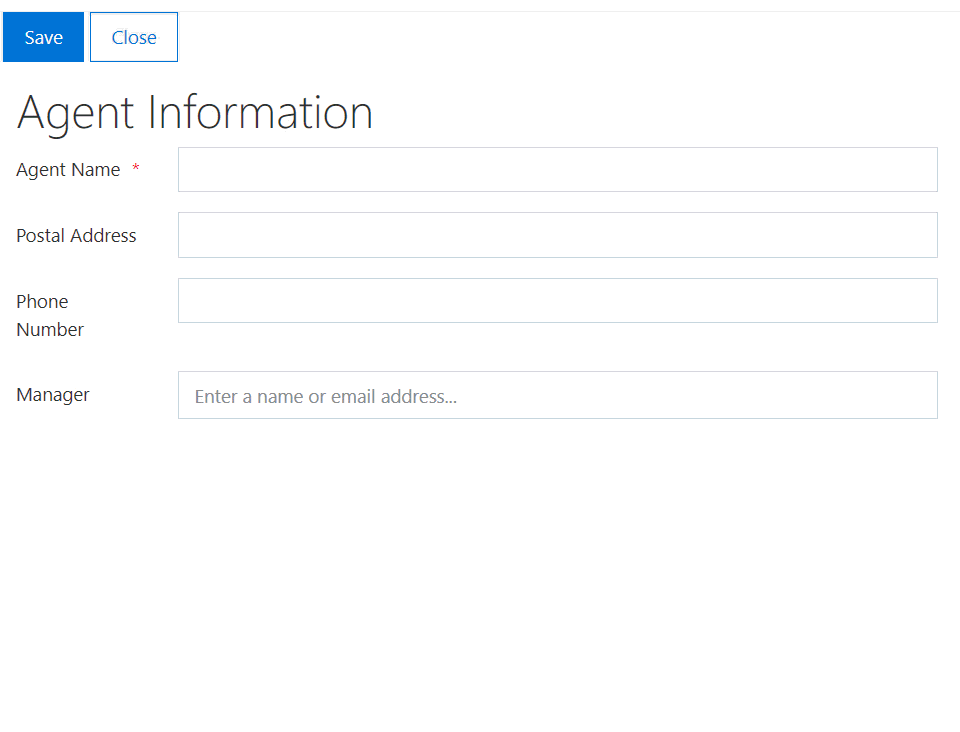 Save Close
Agent Information
Agent Name *
Postal Address
Phone
Number
Manager Enter a name or email address...